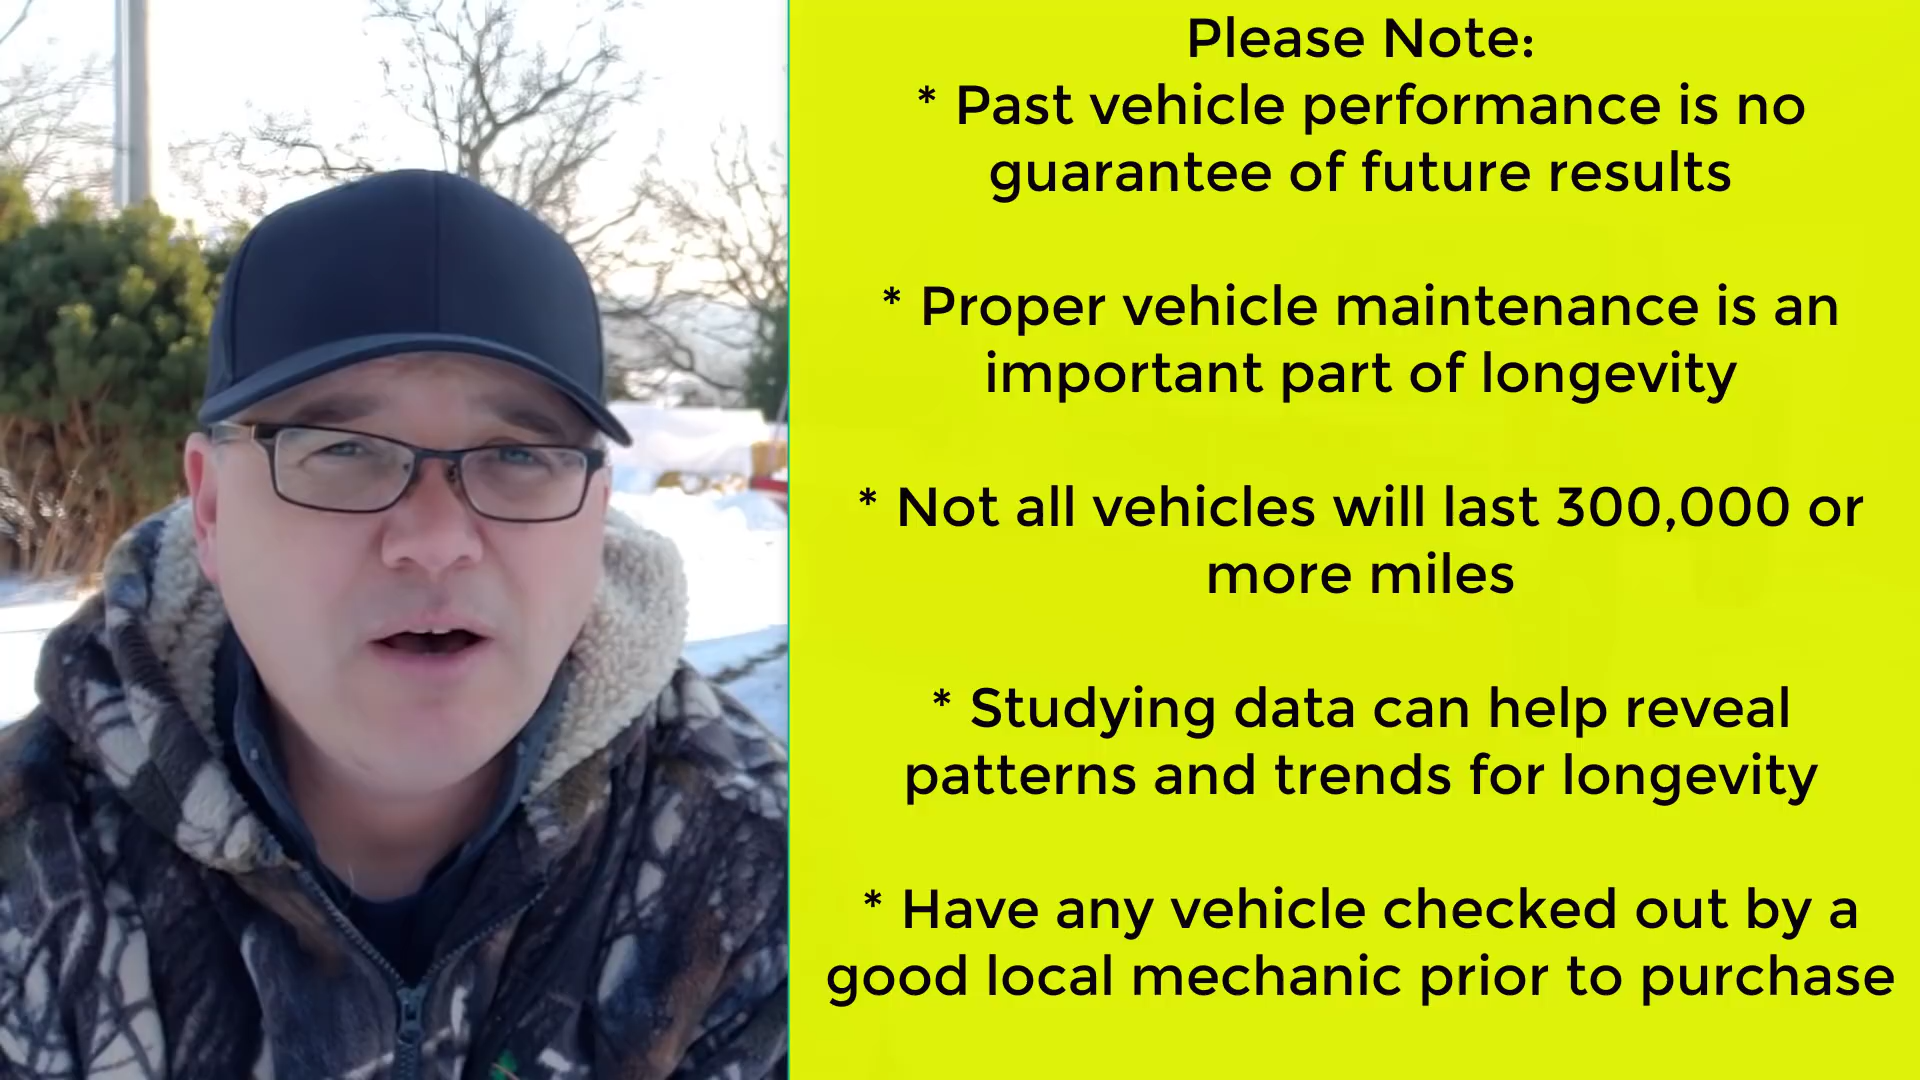 Please Note:
* Past vehicle performance is no
guarantee of future results
* Proper vehicle maintenance is an
important part of longevity
* Not all vehicles will last 300,000 or
more miles
* Studying data can help reveal
patterns and trends for longevity
* Have any vehicle checked out by a
good local mechanic prior to purchase